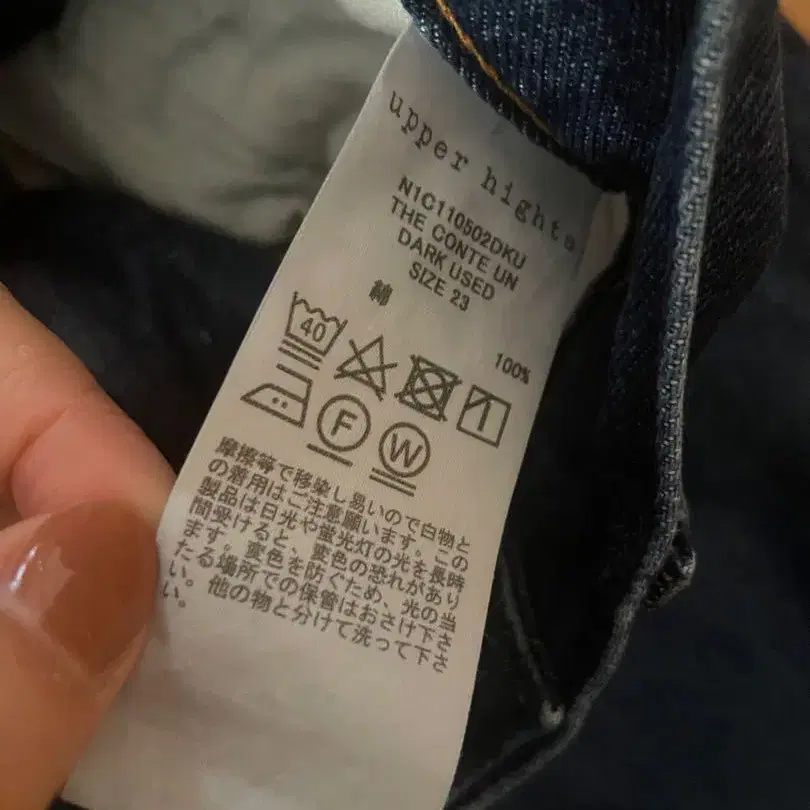 upper hights
N1C110502DKU
THE CONTE UN
DARK USED
SIZE 23
綿 100%
40
F W
摩擦等で移染し易いので白物と
の着用はご注意願います。この
製品は日光や蛍光灯の光を長時
間受けると、変色の恐れがあり
ます。変色を防ぐため、光の当
たる場所での保管はおさけ下さ
い。他の物と分けて洗って下さ
い。